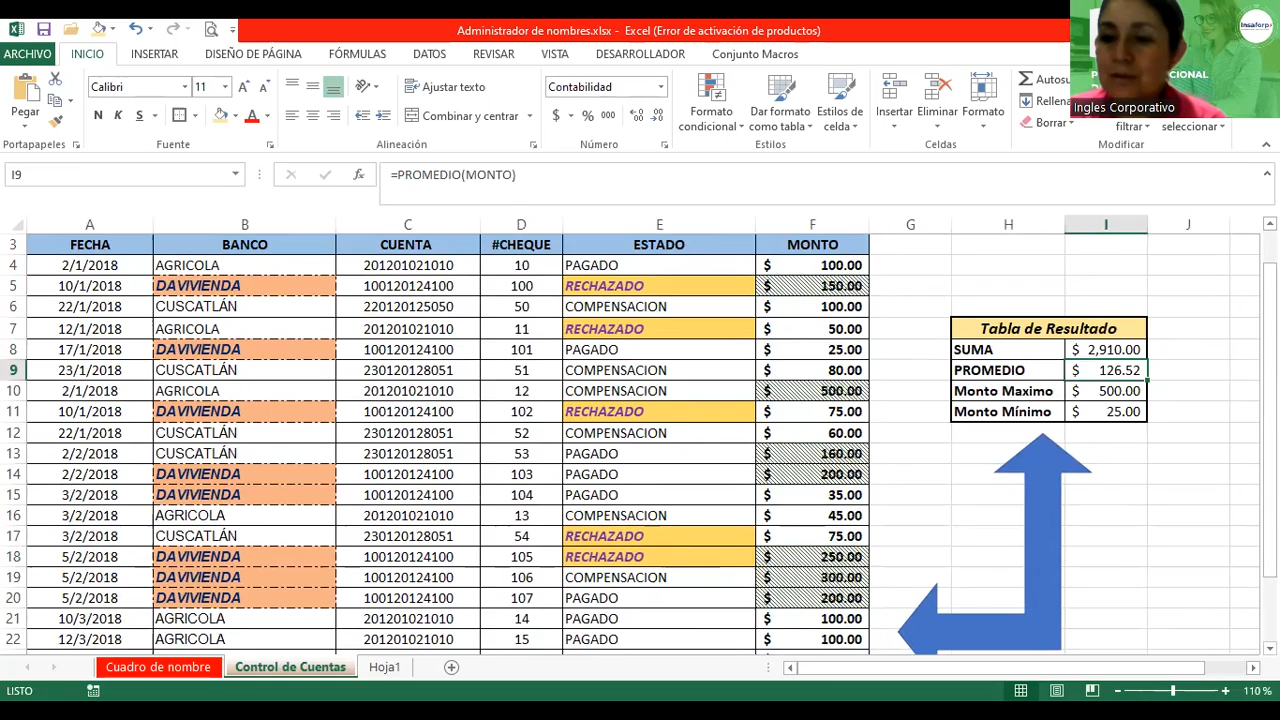 Administrador de nombres.xlsx - Excel (Error de activación de productos)
Insaforp
ARCHIVO INICIO INSERTAR DISEÑO DE PÁGINA FÓRMULAS DATOS REVISAR VISTA DESARROLLADOR Conjunto Macros
CIONAL
Calibri 11 Ajustar texto Contabilidad
Pegar
N K S Combinar y centrar $ % 000
Formato condicional Dar formato como tabla Estilos de celda
Insertar Eliminar Formato
Autosu
Rellena
Borrar
filtrar seleccionar
Ingles Corporativo
Portapapeles Fuente Alineación Número Estilos Celdas Modificar
I9 fx =PROMEDIO(MONTO)
A B C D E F G H I J
3 FECHA BANCO CUENTA #CHEQUE ESTADO MONTO
4 2/1/2018 AGRICOLA 201201021010 10 PAGADO $ 100.00
5 10/1/2018 DAVIVIENDA 100120124100 100 RECHAZADO $ 150.00
6 22/1/2018 CUSCATLÁN 220120125050 50 COMPENSACION $ 100.00
7 12/1/2018 AGRICOLA 201201021010 11 RECHAZADO $ 50.00 Tabla de Resultado
8 17/1/2018 DAVIVIENDA 100120124100 101 PAGADO $ 25.00 SUMA $ 2,910.00
9 23/1/2018 CUSCATLÁN 230120128051 51 COMPENSACION $ 80.00 PROMEDIO $ 126.52
10 2/1/2018 AGRICOLA 201201021010 12 COMPENSACION $ 500.00 Monto Maximo $ 500.00
11 10/1/2018 DAVIVIENDA 100120124100 102 RECHAZADO $ 75.00 Monto Mínimo $ 25.00
12 22/1/2018 CUSCATLÁN 230120128051 52 COMPENSACION $ 60.00
13 2/2/2018 CUSCATLÁN 230120128051 53 PAGADO $ 160.00
14 2/2/2018 DAVIVIENDA 100120124100 103 PAGADO $ 200.00
15 3/2/2018 DAVIVIENDA 100120124100 104 PAGADO $ 35.00
16 3/2/2018 AGRICOLA 201201021010 13 COMPENSACION $ 45.00
17 3/2/2018 CUSCATLÁN 230120128051 54 RECHAZADO $ 75.00
18 5/2/2018 DAVIVIENDA 100120124100 105 RECHAZADO $ 250.00
19 5/2/2018 DAVIVIENDA 100120124100 106 COMPENSACION $ 300.00
20 5/2/2018 DAVIVIENDA 100120124100 107 PAGADO $ 200.00
21 10/3/2018 AGRICOLA 201201021010 14 PAGADO $ 100.00
22 12/3/2018 AGRICOLA 201201021010 15 PAGADO $ 100.00
Cuadro de nombre Control de Cuentas Hoja1
LISTO 110 %